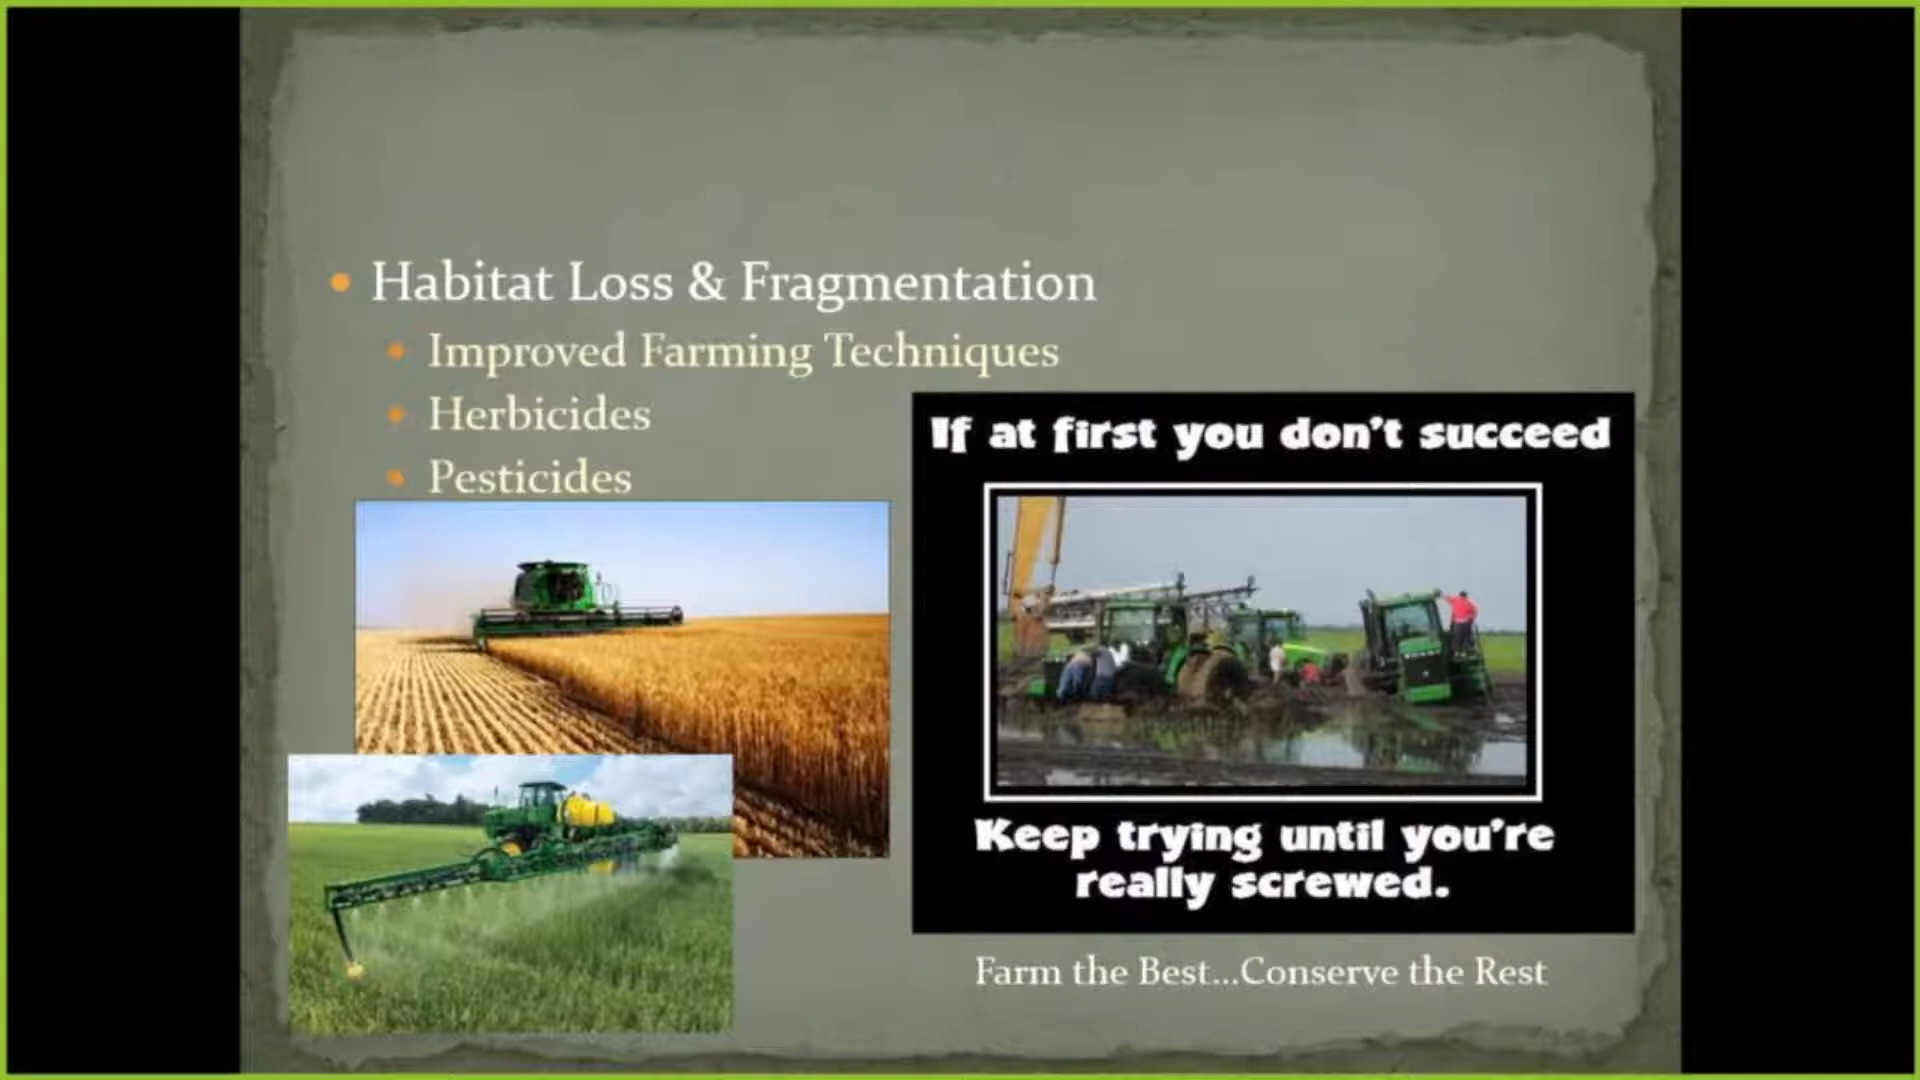 Habitat Loss & Fragmentation
Improved Farming Techniques
Herbicides
Pesticides
If at first you don't succeed
Keep trying until you're
really screwed.
Farm the Best...Conserve the Rest